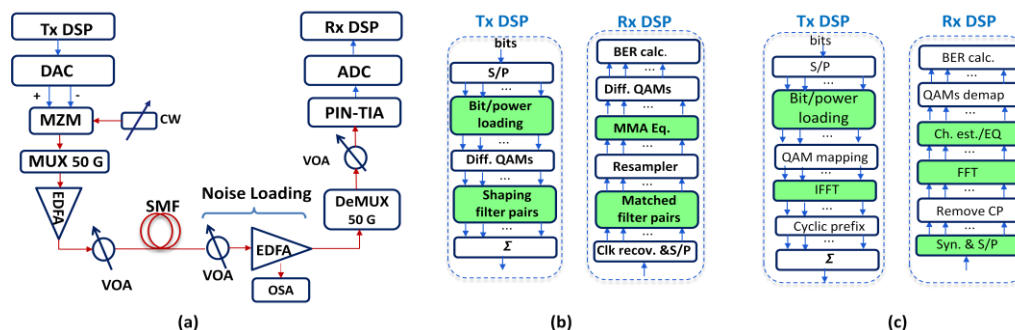 Tx DSP
DAC
+ -
MZM
CW
MUX 50 G
EDFA
VOA
SMF
Noise Loading
VOA
EDFA
OSA
DeMUX
50 G
VOA
PIN-TIA
ADC
Rx DSP
(a)
Tx DSP
bits
S/P
...
Bit/power
loading
...
Diff. QAMs
...
Shaping
filter pairs
...
Σ
Rx DSP
BER calc.
...
Diff. QAMs
...
MMA Eq.
...
Resampler
...
Matched
filter pairs
...
Clk recov. &S/P
(b)
Tx DSP
bits
S/P
...
Bit/power
loading
...
QAM mapping
...
IFFT
...
Cyclic prefix
...
Σ
Rx DSP
BER calc.
...
QAMs demap
...
Ch. est./EQ
...
FFT
...
Remove CP
...
Syn. & S/P
(c)